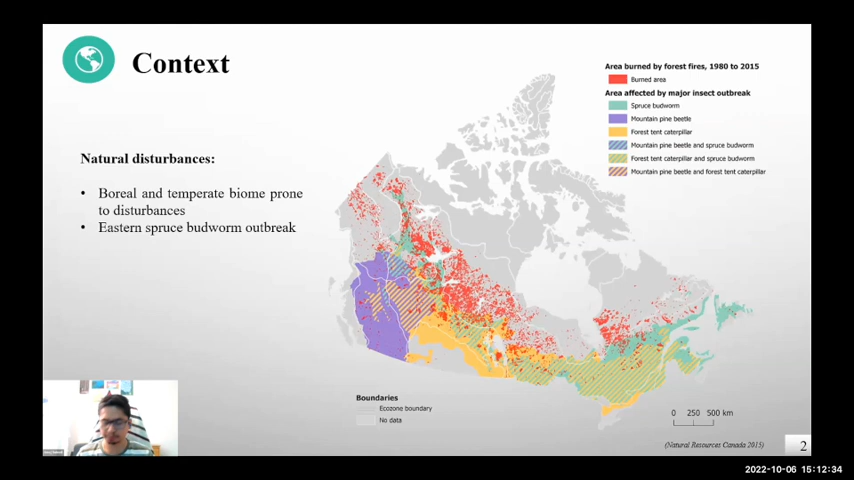 Context
Natural disturbances:
• Boreal and temperate biome prone
to disturbances
• Eastern spruce budworm outbreak
Area burned by forest fires, 1980 to 2015
Burned area
Area affected by major insect outbreak
Spruce budworm
Mountain pine beetle
Forest tent caterpillar
Mountain pine beetle and spruce budworm
Forest tent caterpillar and spruce budworm
Mountain pine beetle and forest tent caterpillar
Boundaries
Ecozone boundary
No data
0 250 500 km
(Natural Resources Canada 2015)
2
2022-10-06 15:12:34